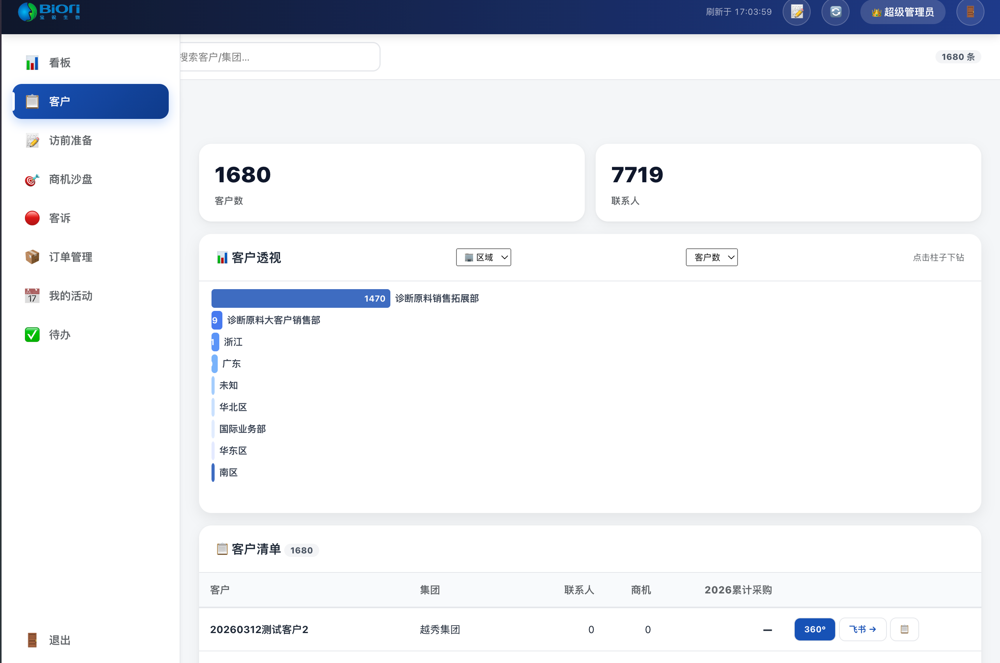 BiOri
宝锐生物
刷新于 17:03:59
超级管理员
看板
搜索客户/集团...
1680 条
客户
访前准备
商机沙盘
客诉
订单管理
JUL
17
我的活动
待办
退出
1680
客户数
7719
联系人
客户透视
区域
客户数
点击柱子下钻
1470 诊断原料销售拓展部
9 诊断原料大客户销售部
1 浙江
广东
未知
华北区
国际业务部
华东区
南区
客户清单 1680
客户 集团 联系人 商机 2026累计采购
20260312测试客户2 越秀集团 0 0 — 360° 飞书 →